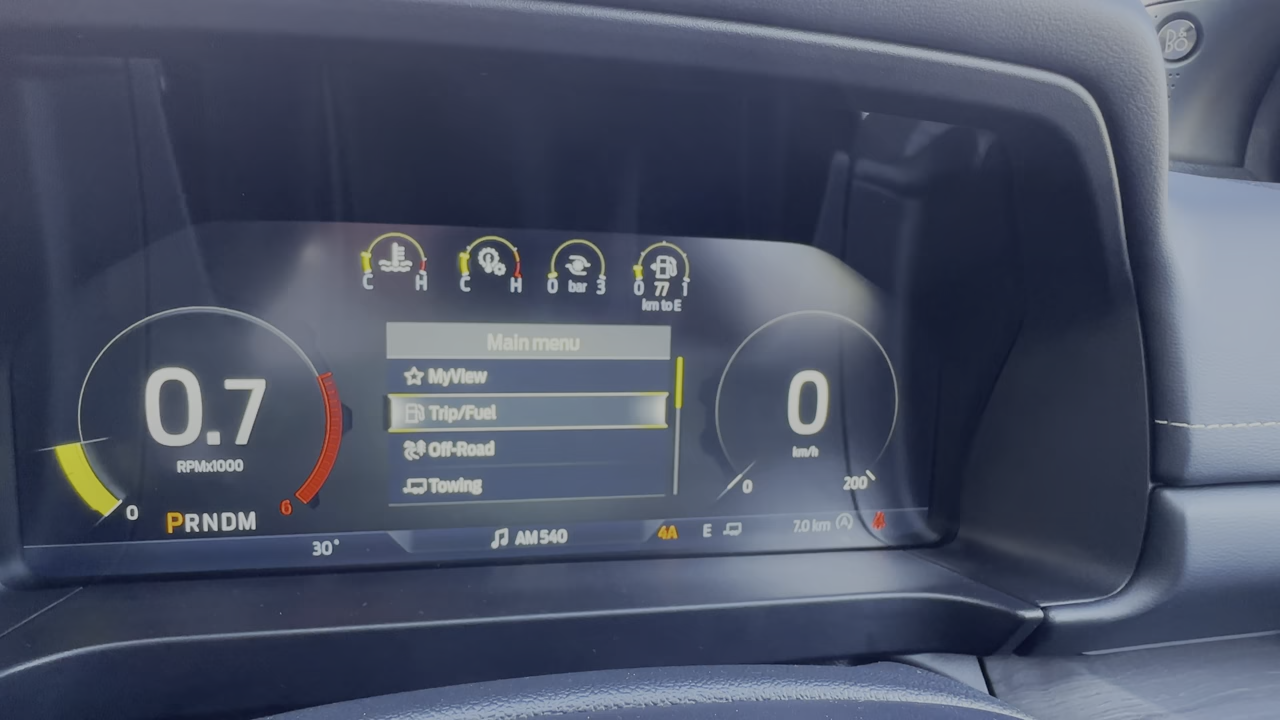 C H C H 0 bar 3 0 77 1
km to E
Main menu
MyView
Trip/Fuel
Off-Road
Towing
0.7
RPMx1000
0 6
PRNDM
0
km/h
0 200
30° AM 540 4A E 7.0 km A
B&O